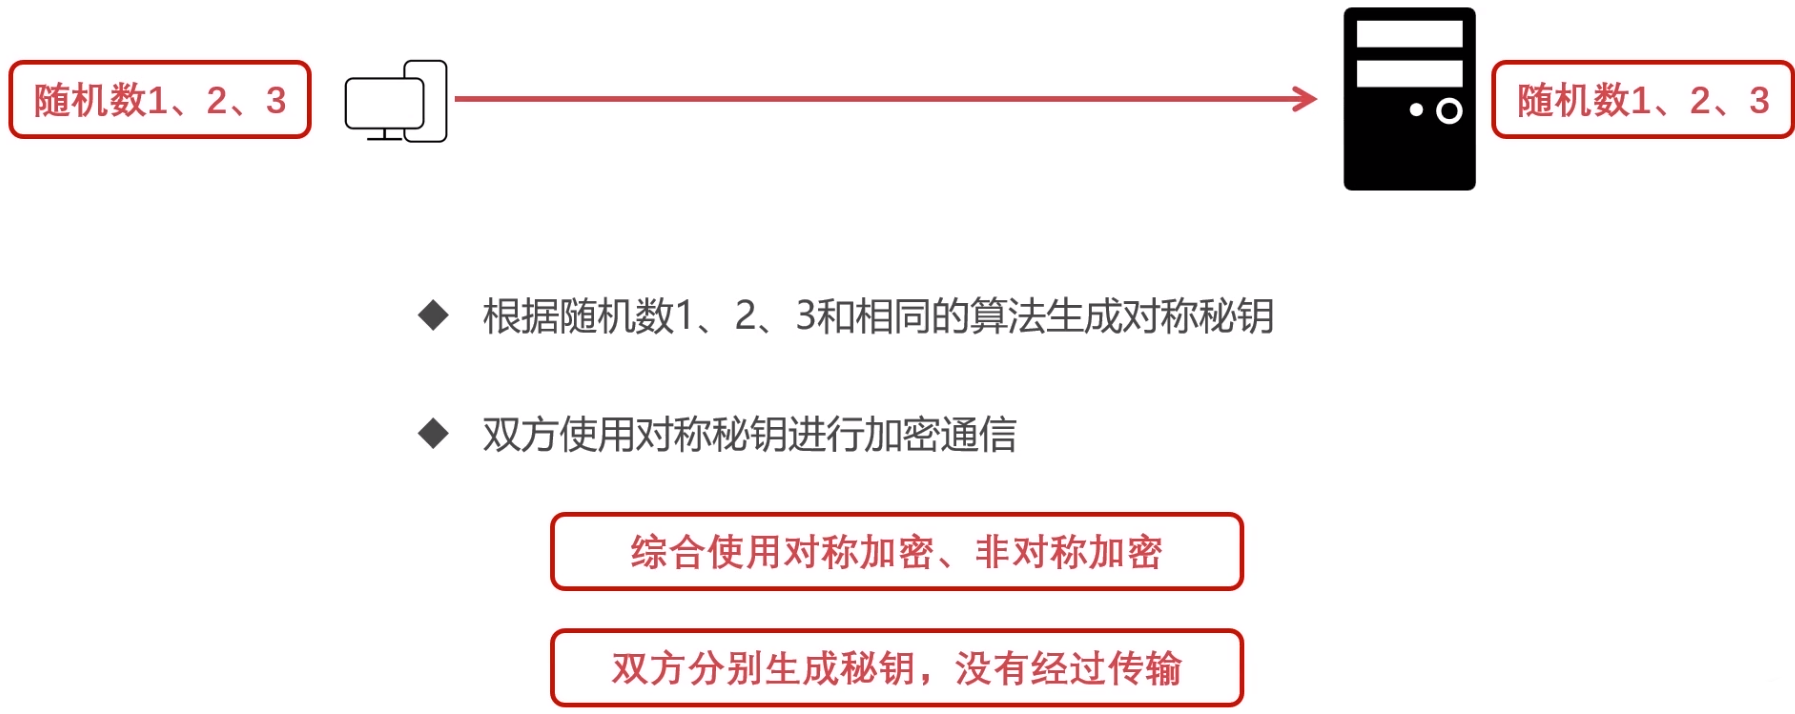 随机数1、2、3
随机数1、2、3
根据随机数1、2、3和相同的算法生成对称秘钥
双方使用对称秘钥进行加密通信
综合使用对称加密、非对称加密
双方分别生成秘钥，没有经过传输